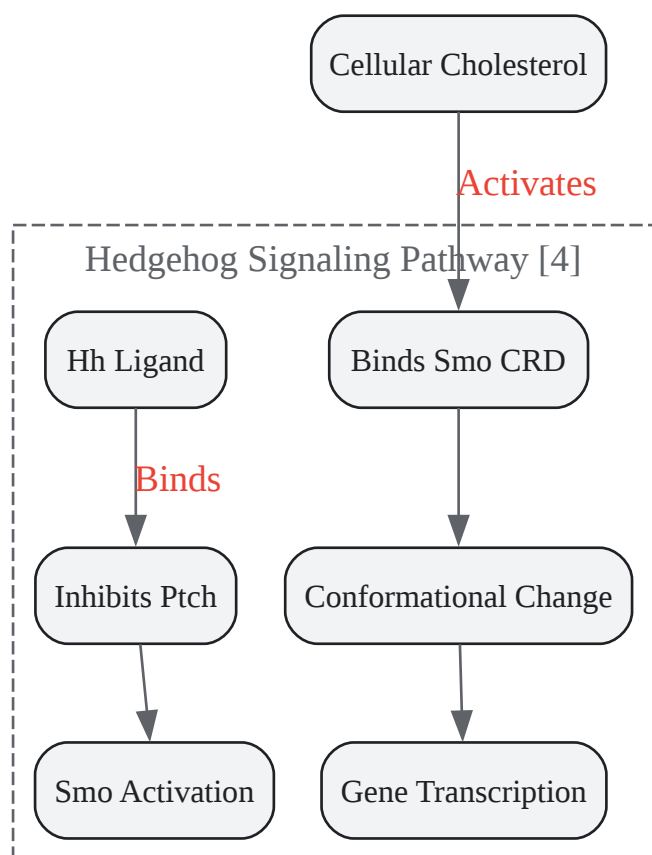 Cellular Cholesterol
Activates
Hedgehog Signaling Pathway [4]
Hh Ligand
Binds Smo CRD
Binds
Inhibits Ptch
Conformational Change
Smo Activation
Gene Transcription